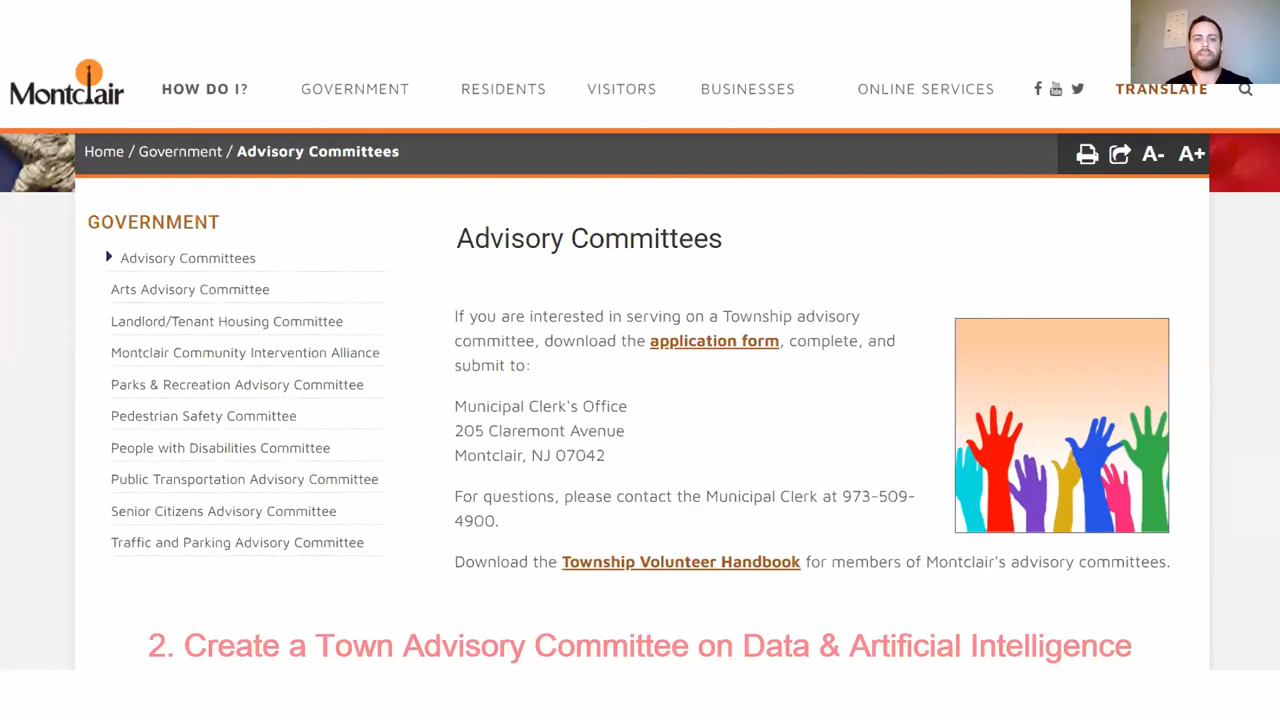 Montclair
HOW DO I?
GOVERNMENT
RESIDENTS
VISITORS
BUSINESSES
ONLINE SERVICES
TRANSLATE
Home / Government / Advisory Committees
A- A+
GOVERNMENT
Advisory Committees
Arts Advisory Committee
Landlord/Tenant Housing Committee
Montclair Community Intervention Alliance
Parks & Recreation Advisory Committee
Pedestrian Safety Committee
People with Disabilities Committee
Public Transportation Advisory Committee
Senior Citizens Advisory Committee
Traffic and Parking Advisory Committee
Advisory Committees
If you are interested in serving on a Township advisory
committee, download the application form, complete, and
submit to:
Municipal Clerk's Office
205 Claremont Avenue
Montclair, NJ 07042
For questions, please contact the Municipal Clerk at 973-509-
4900.
Download the Township Volunteer Handbook for members of Montclair's advisory committees.
2. Create a Town Advisory Committee on Data & Artificial Intelligence